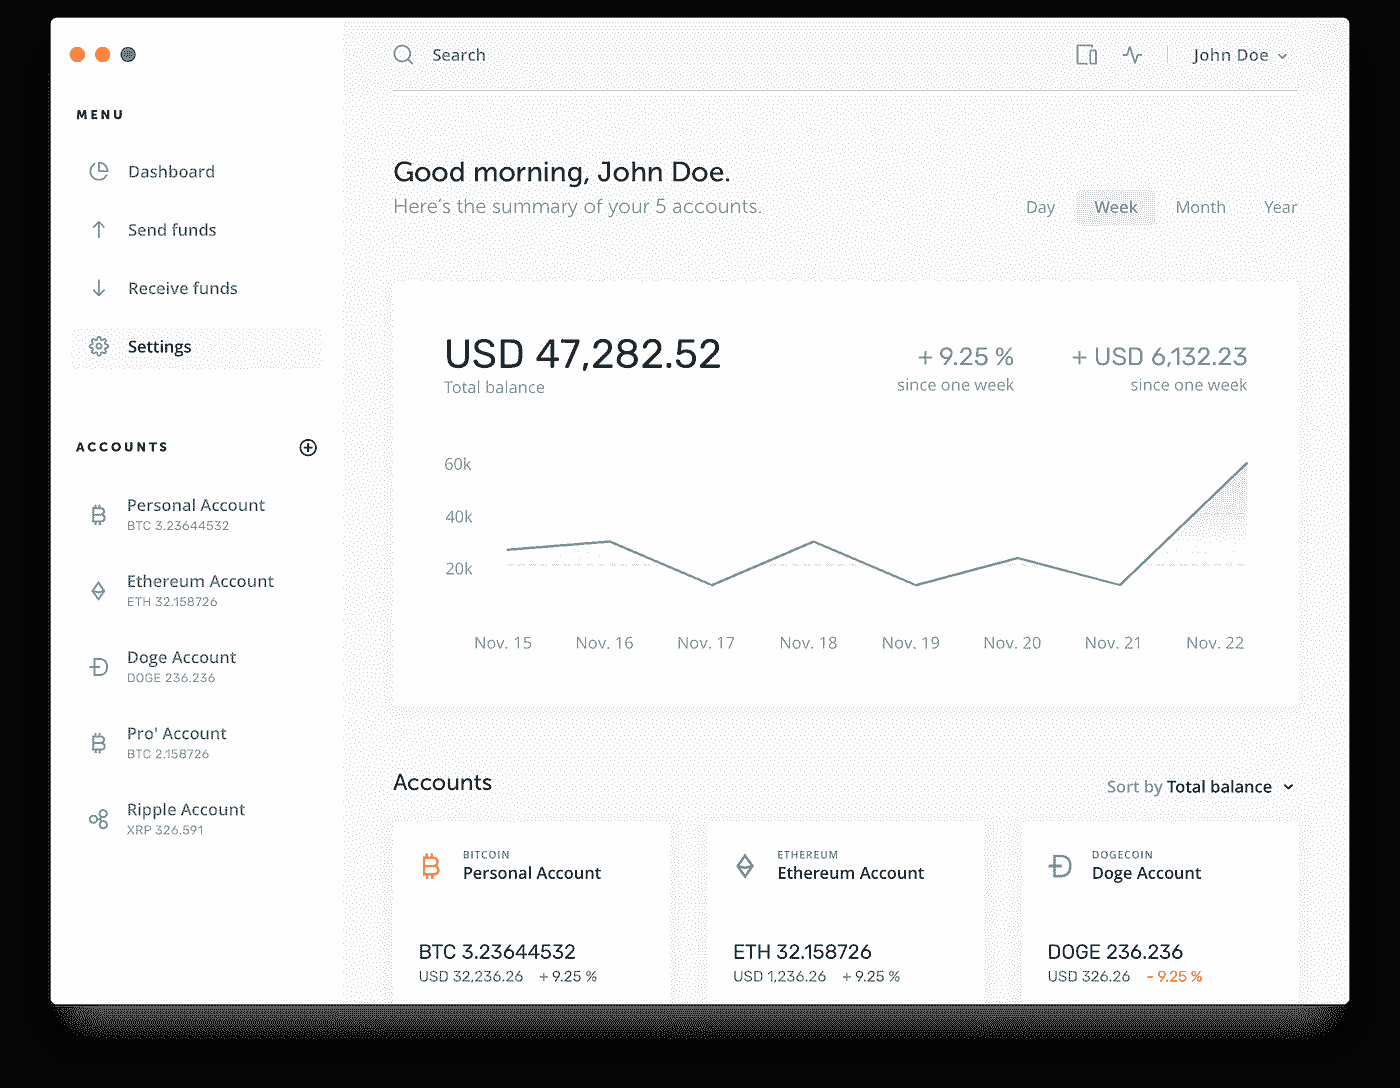 MENU
Dashboard
Send funds
Receive funds
Settings
ACCOUNTS
Personal Account
BTC 3.23644532
Ethereum Account
ETH 32.158726
Doge Account
DOGE 236.236
Pro' Account
BTC 2.158726
Ripple Account
XRP 326.591
Search
John Doe
Good morning, John Doe.
Here's the summary of your 5 accounts.
Day Week Month Year
USD 47,282.52
Total balance
+ 9.25 %
since one week
+ USD 6,132.23
since one week
60k
40k
20k
Nov. 15 Nov. 16 Nov. 17 Nov. 18 Nov. 19 Nov. 20 Nov. 21 Nov. 22
Accounts
Sort by Total balance
BITCOIN
Personal Account
BTC 3.23644532
USD 32,236.26 + 9.25 %
ETHEREUM
Ethereum Account
ETH 32.158726
USD 1,236.26 + 9.25 %
DOGECOIN
Doge Account
DOGE 236.236
USD 326.26 - 9.25 %